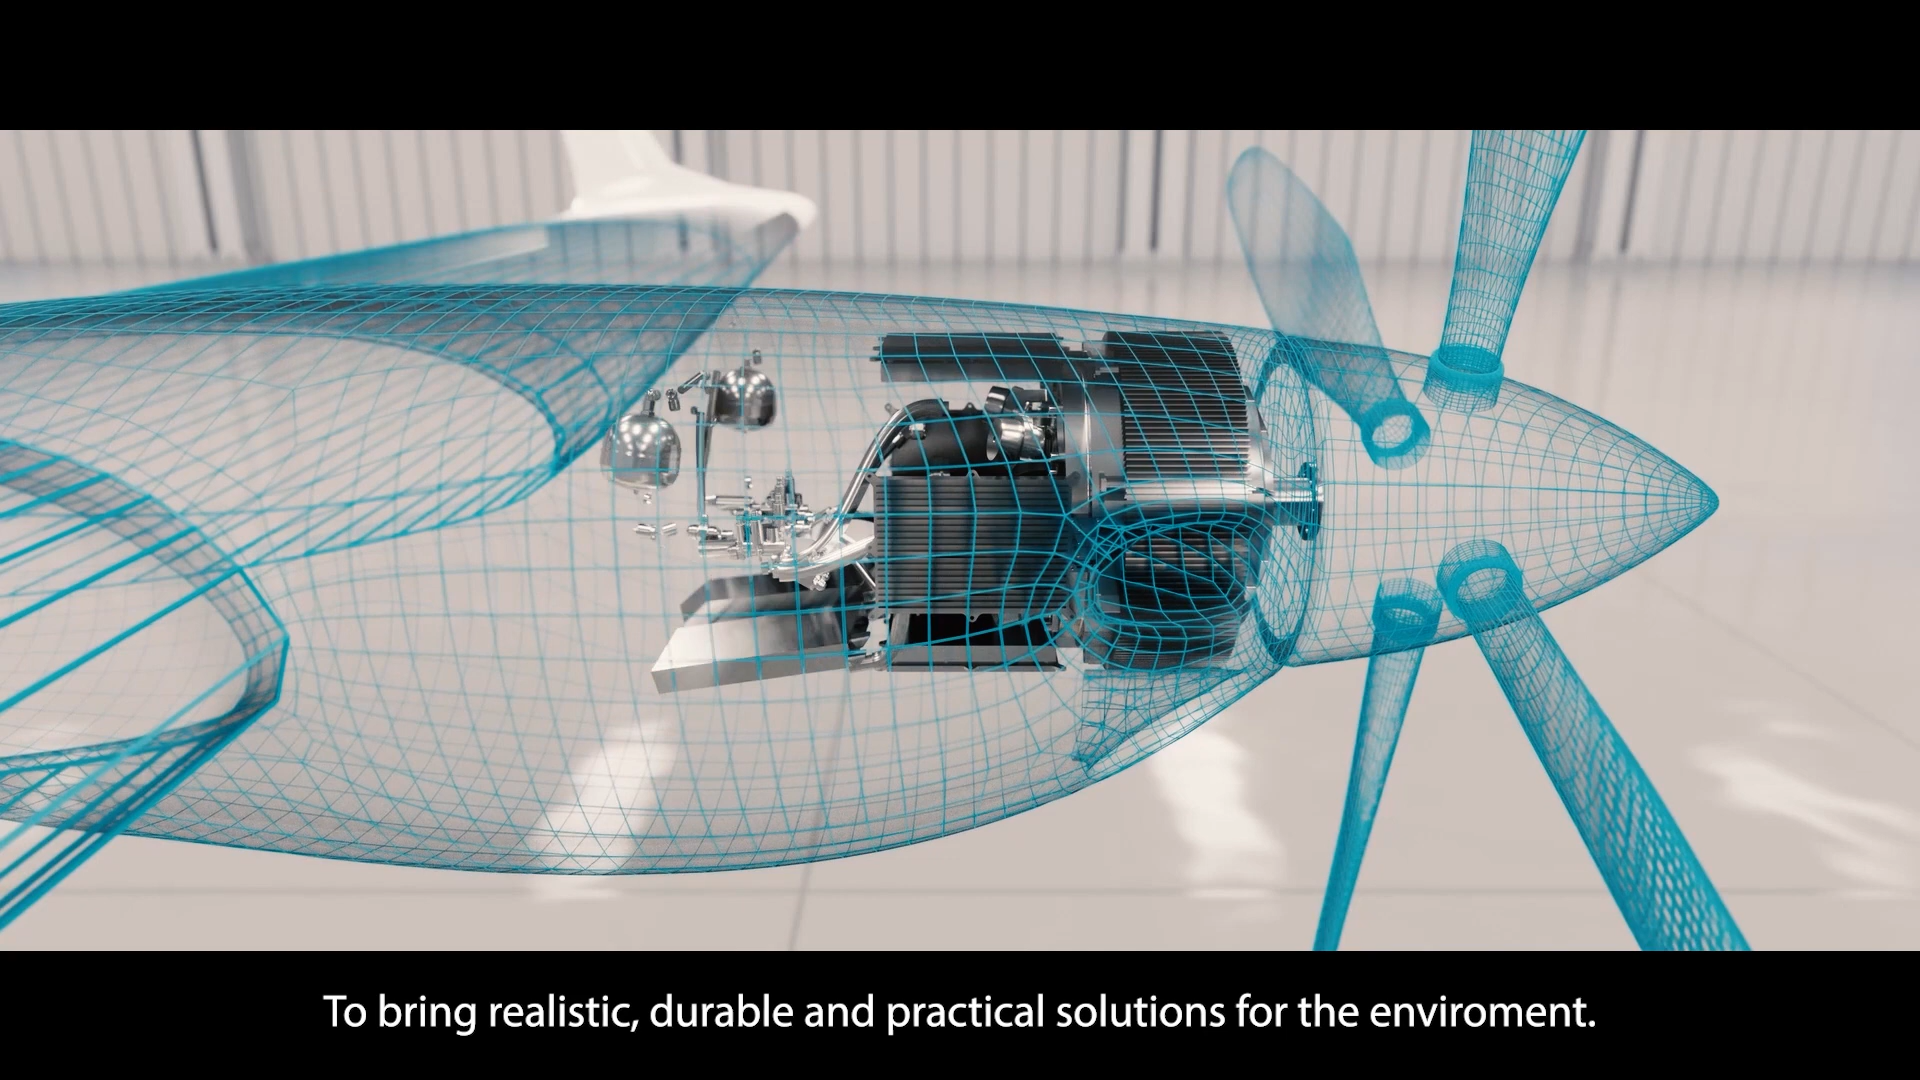 To bring realistic, durable and practical solutions for the enviroment.